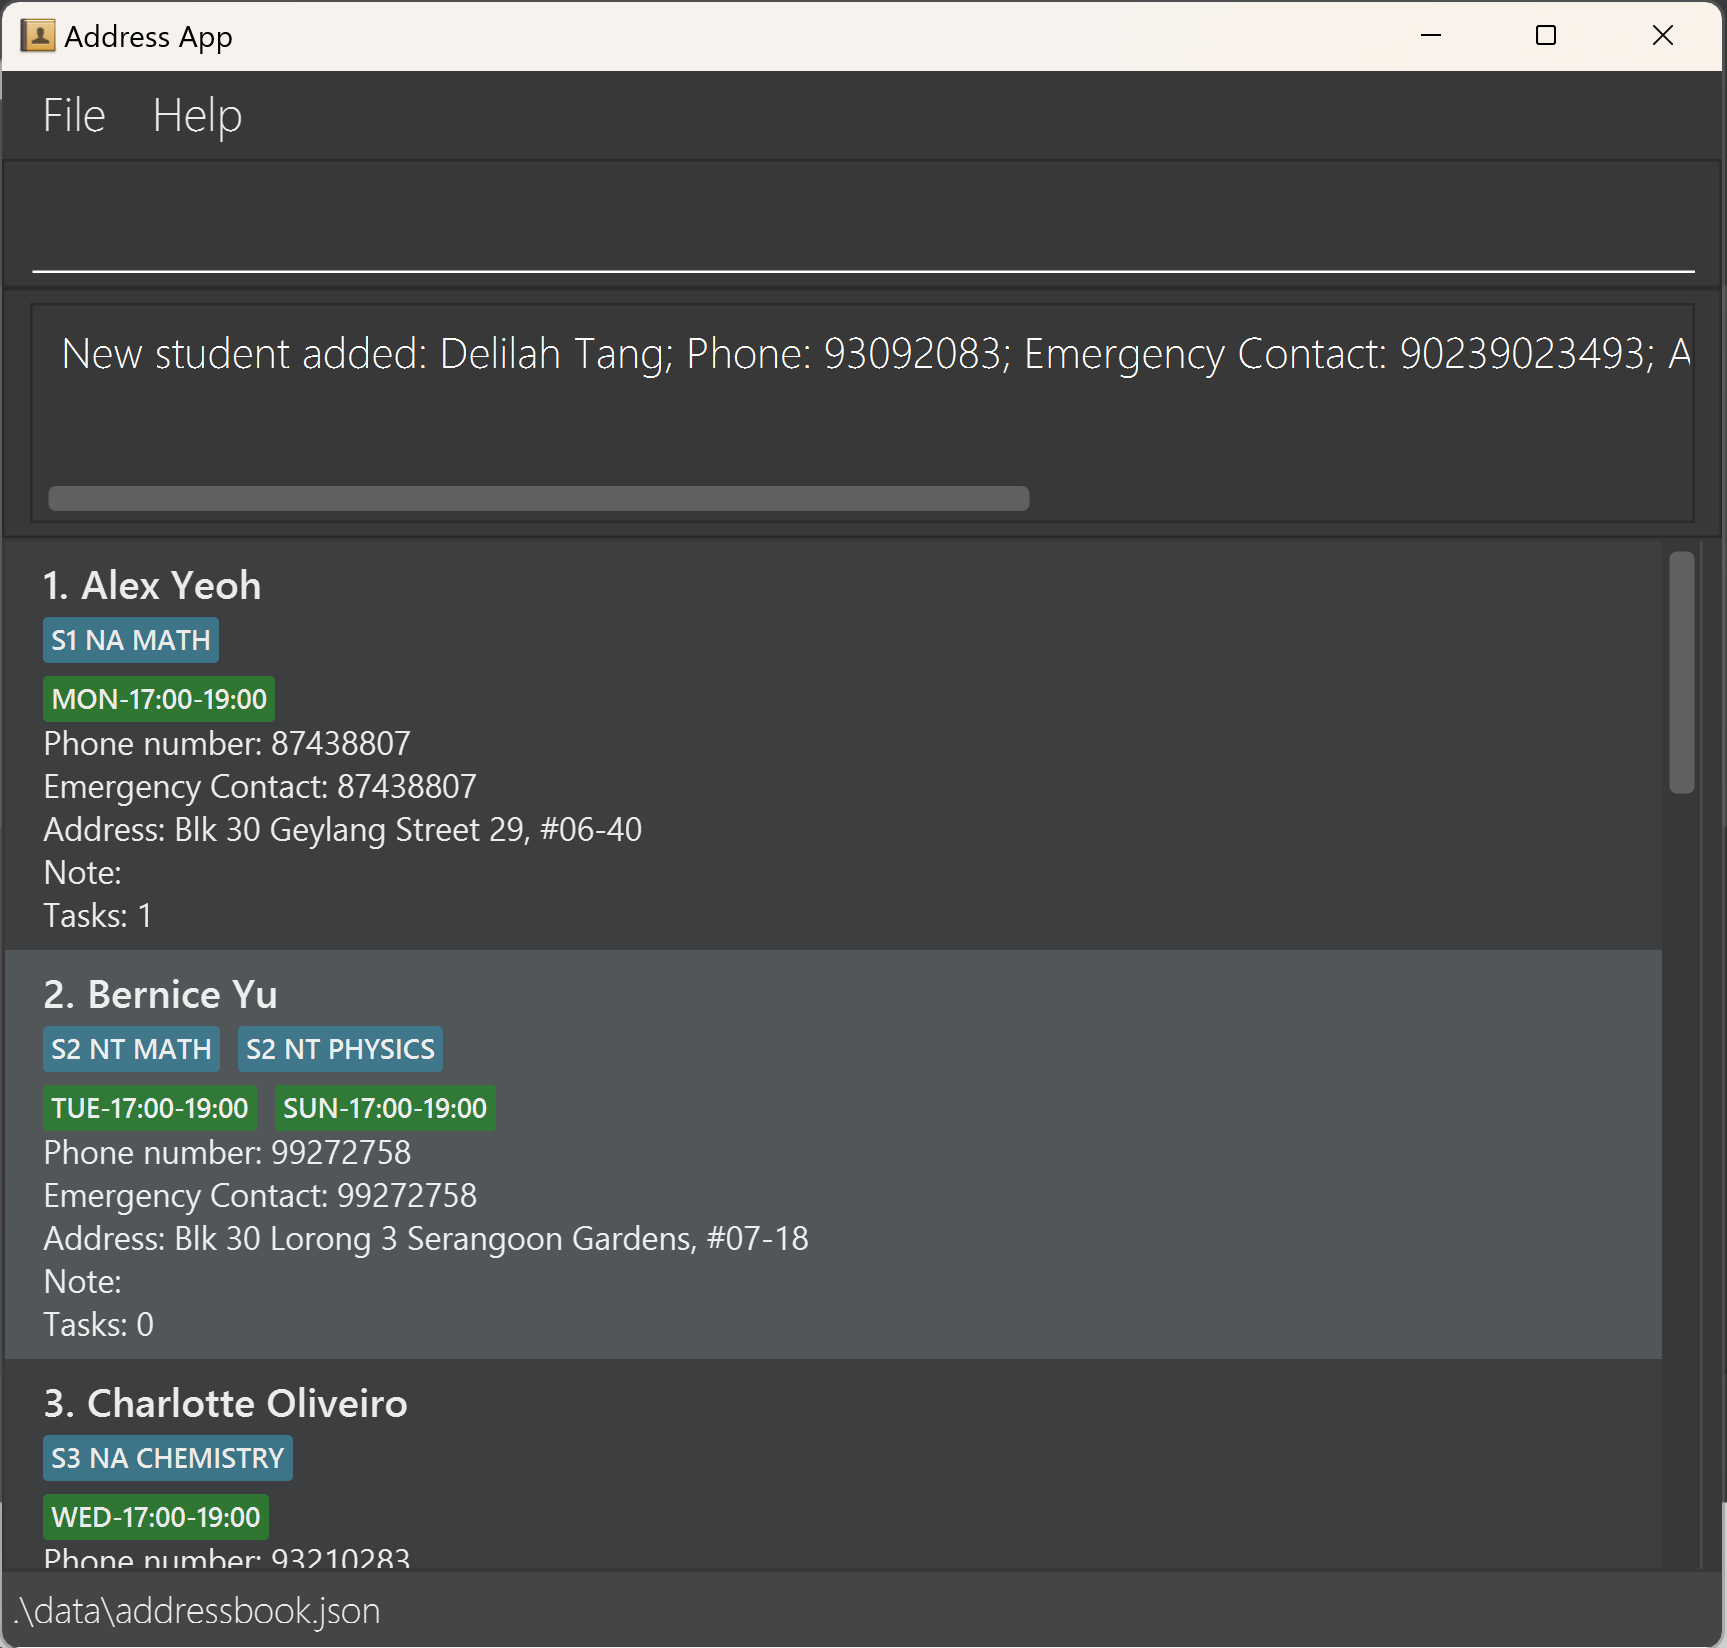 Address App
File Help
New student added: Delilah Tang; Phone: 93092083; Emergency Contact: 90239023493; A
1. Alex Yeoh
S1 NA MATH
MON-17:00-19:00
Phone number: 87438807
Emergency Contact: 87438807
Address: Blk 30 Geylang Street 29, #06-40
Note:
Tasks: 1
2. Bernice Yu
S2 NT MATH S2 NT PHYSICS
TUE-17:00-19:00 SUN-17:00-19:00
Phone number: 99272758
Emergency Contact: 99272758
Address: Blk 30 Lorong 3 Serangoon Gardens, #07-18
Note:
Tasks: 0
3. Charlotte Oliveiro
S3 NA CHEMISTRY
WED-17:00-19:00
Phone number: 93210283
.\data\addressbook.json